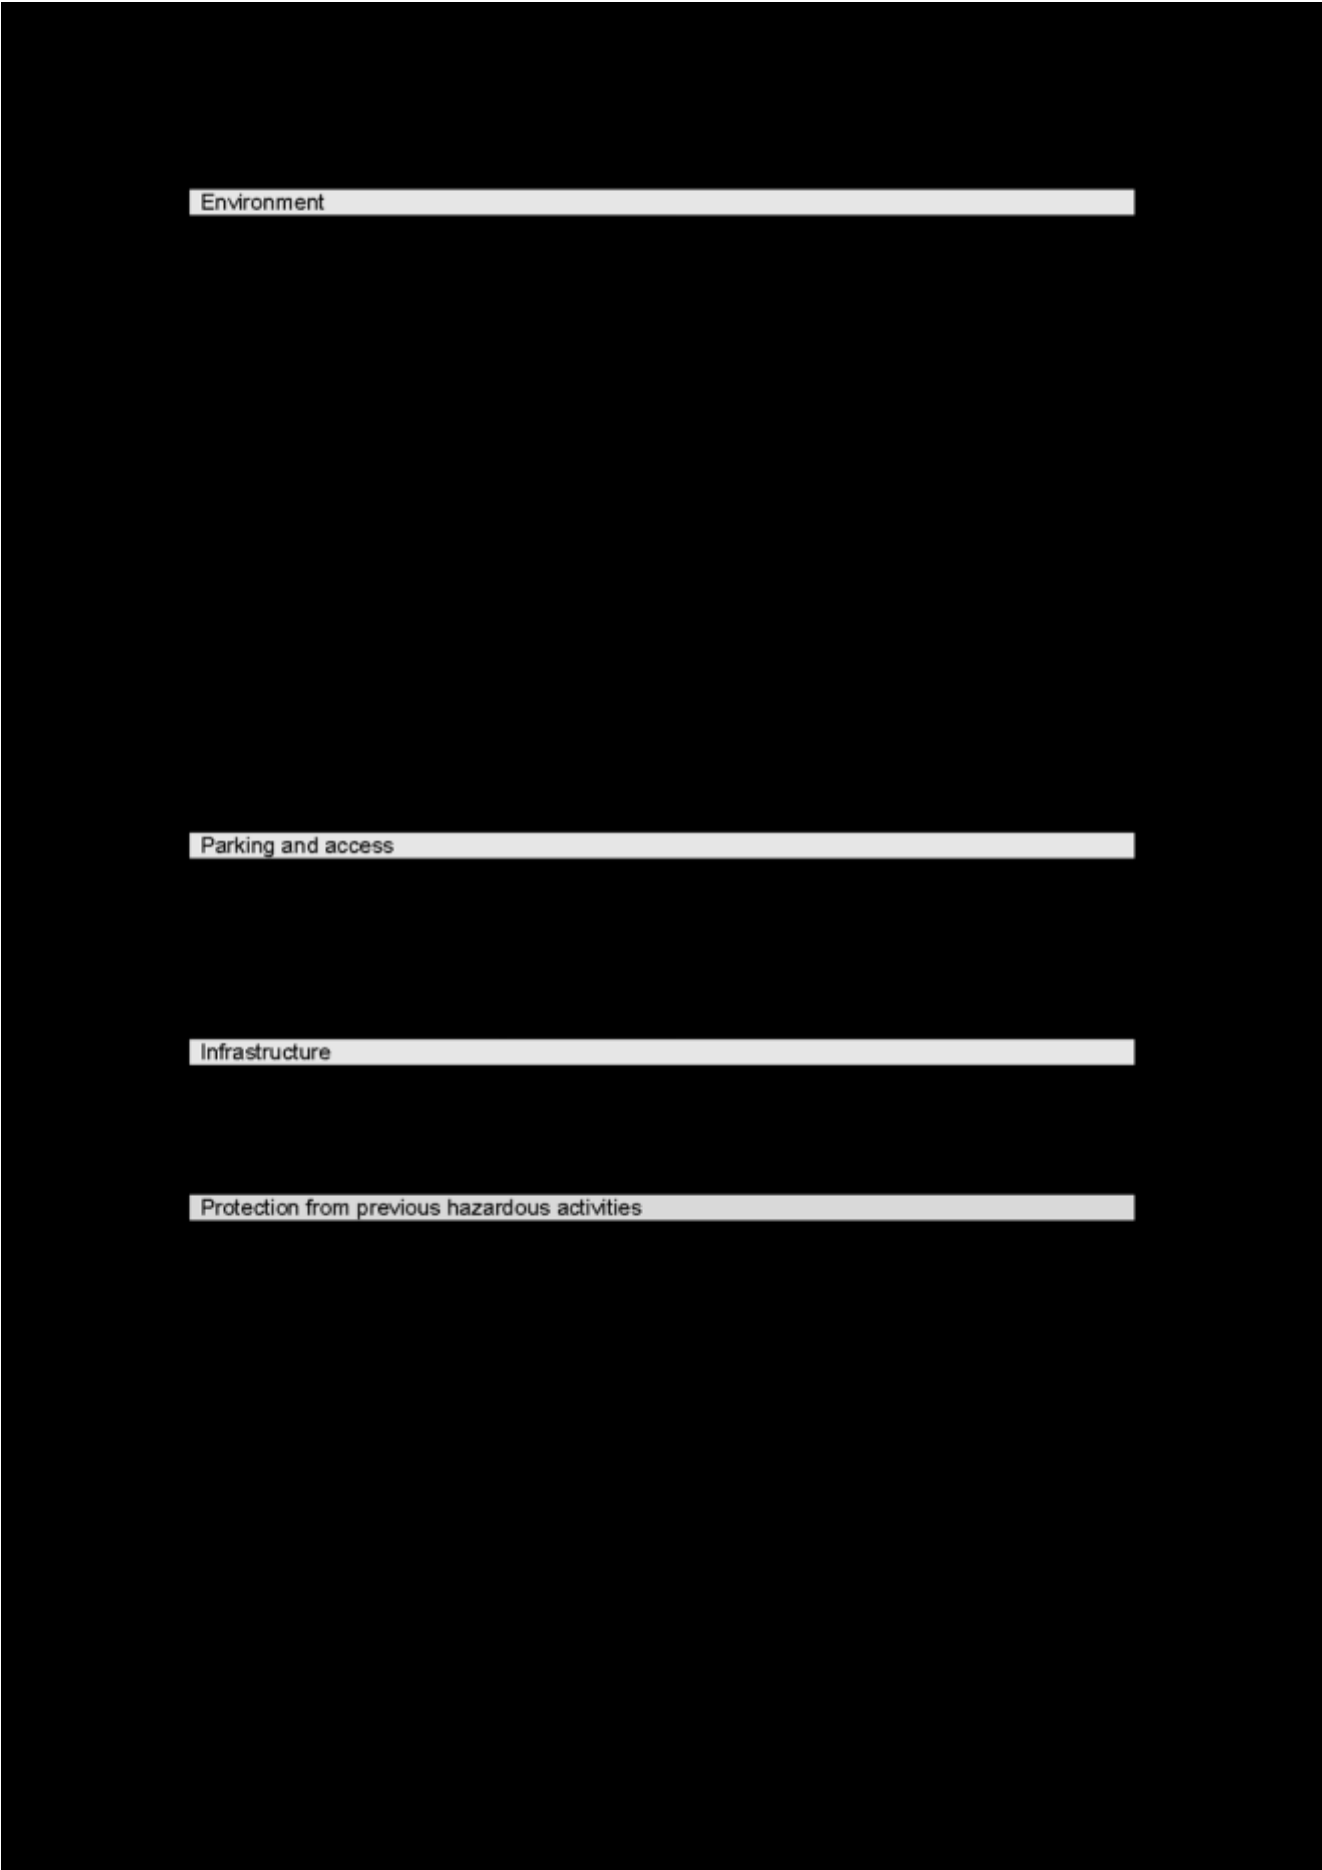 Environment
Parking and access
Infrastructure
Protection from previous hazardous activities